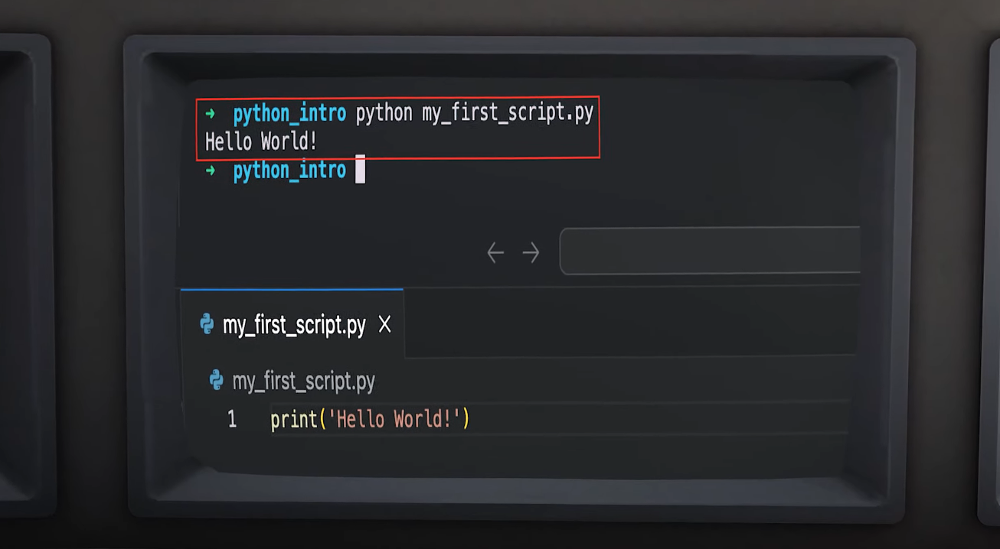 ➜ python_intro python my_first_script.py
Hello World!
➜ python_intro
← →
my_first_script.py X
my_first_script.py
1 print('Hello World!')